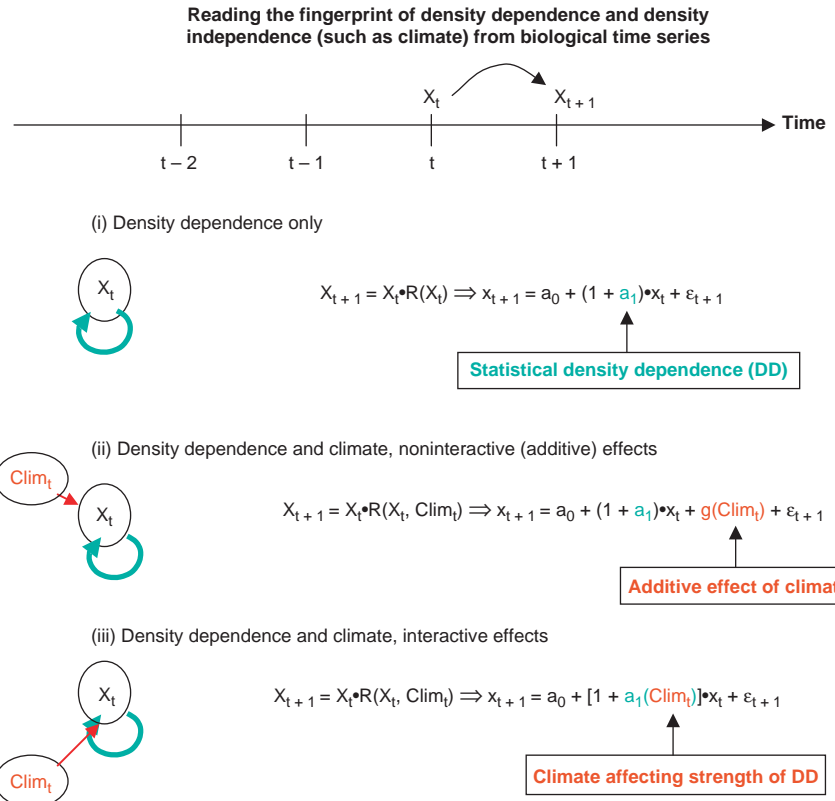 Reading the fingerprint of density dependence and density
independence (such as climate) from biological time series
Xₜ Xₜ ₊ ₁
Time
t – 2 t – 1 t t + 1
(i) Density dependence only
Xₜ
Xₜ ₊ ₁ = Xₜ•R(Xₜ) ⟹ xₜ₊₁ = a₀ + (1 + a₁)•xₜ + εₜ₊₁
Statistical density dependence (DD)
(ii) Density dependence and climate, noninteractive (additive) effects
Climₜ
Xₜ
Xₜ ₊ ₁ = Xₜ•R(Xₜ, Climₜ) ⟹ xₜ₊₁ = a₀ + (1 + a₁)•xₜ + g(Climₜ) + εₜ₊₁
Additive effect of climat
(iii) Density dependence and climate, interactive effects
Xₜ
Xₜ ₊ ₁ = Xₜ•R(Xₜ, Climₜ) ⟹ xₜ₊₁ = a₀ + [1 + a₁(Climₜ)]•xₜ + εₜ₊₁
Climₜ
Climate affecting strength of DD